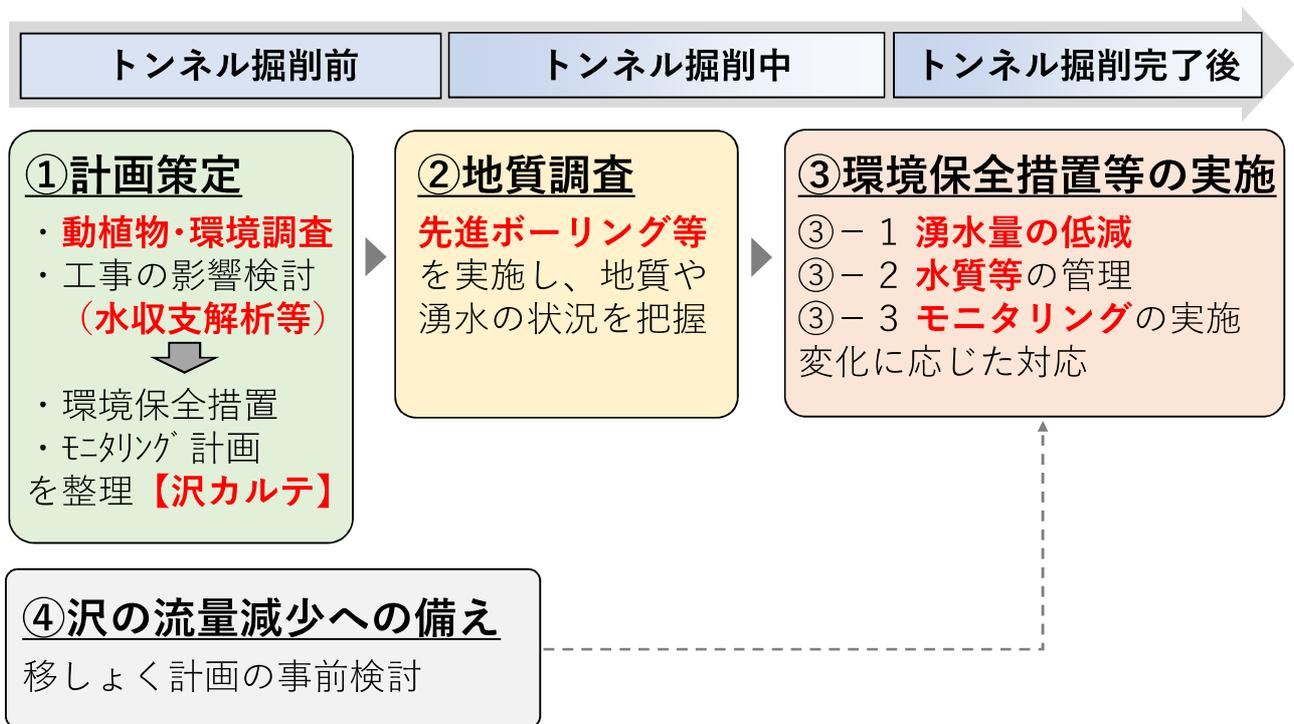 トンネル掘削前
トンネル掘削中
トンネル掘削完了後
①計画策定
・動植物･環境調査
・工事の影響検討
（水収支解析等）
・環境保全措置
・ﾓﾆﾀﾘﾝｸﾞ計画
を整理【沢カルテ】
②地質調査
先進ボーリング等
を実施し、地質や
湧水の状況を把握
③環境保全措置等の実施
③－１ 湧水量の低減
③－２ 水質等の管理
③－３ モニタリングの実施
変化に応じた対応
④沢の流量減少への備え
移しょく計画の事前検討